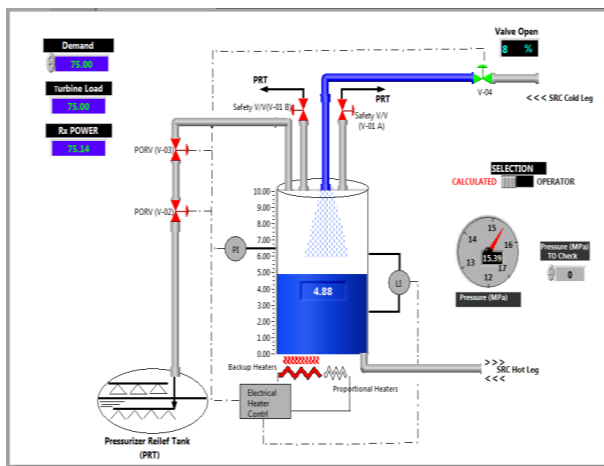 Demand
75.00
Turbine Load
75.00
Rx POWER
75.14
Valve Open
8 %
PRT
PRT
V-04
<<< SRC Cold Leg
Safety V/V(V-01 B)
Safety V/V
(V-01 A)
PORV (V-03)
PORV (V-02)
SELECTION
CALCULATED
OPERATOR
10.00
9.00
8.00
7.00
6.00
5.00
4.00
3.00
2.00
1.00
0.00
PI
LI
4.88
12
13
14
15
16
17
15.39
Pressure (MPa)
Pressure (MPa)
TO Check
0
Backup Heaters
Proportional Heaters
Electrical
Heater
Contrl
>>>
SRC Hot Leg
<<<
Pressurizer Reilef Tank
(PRT)